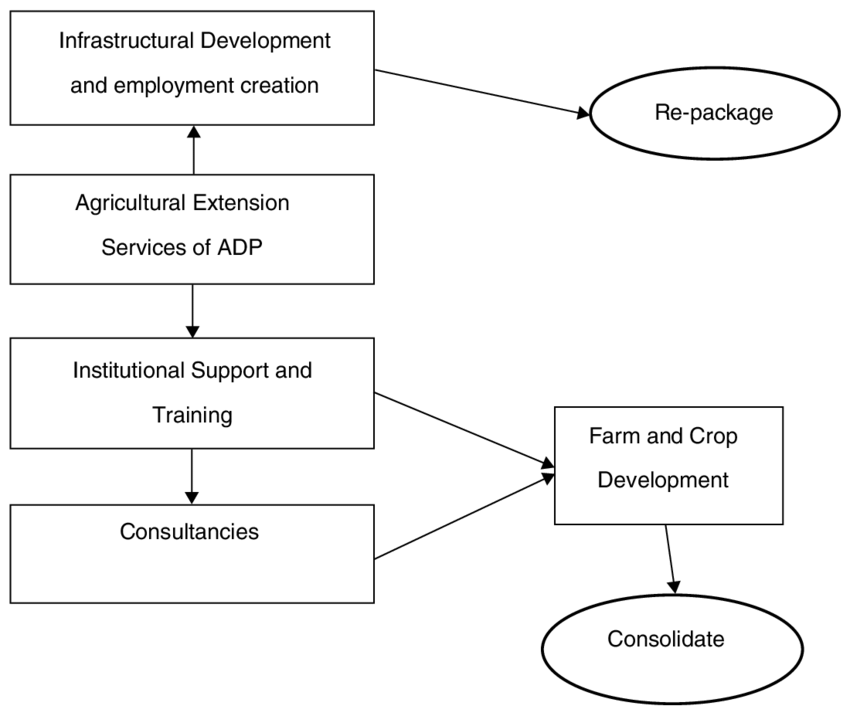 Infrastructural Development
and employment creation
Re-package
Agricultural Extension
Services of ADP
Institutional Support and
Training
Farm and Crop
Development
Consultancies
Consolidate